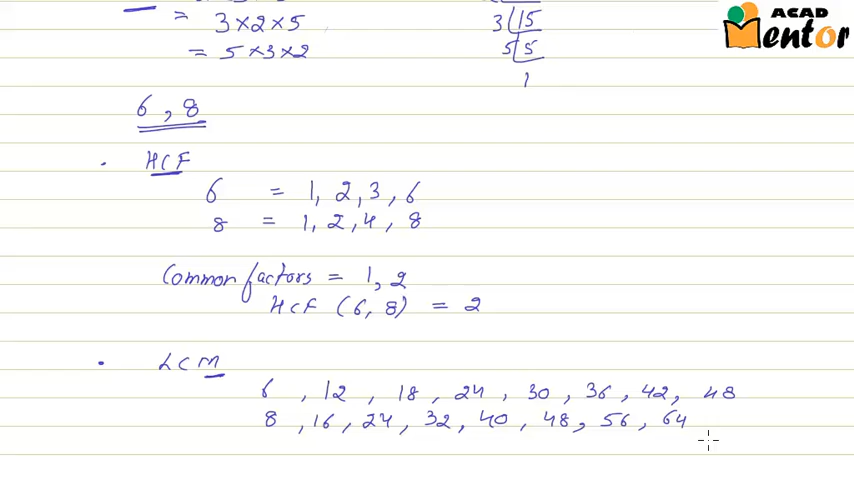 = 3×2×5
= 5×3×2
3 15
5 5
1
ACAD
Mentor
6 , 8
. HCF
6 = 1, 2, 3, 6
8 = 1, 2, 4, 8
Common factors = 1, 2
HCF (6, 8) = 2
. LCM
6 , 12 , 18 , 24 , 30 , 36 , 42 , 48
8 , 16 , 24 , 32 , 40 , 48 , 56 , 64